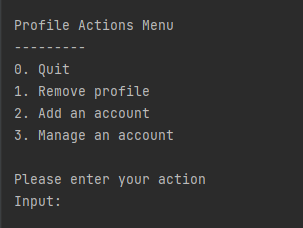 Profile Actions Menu
---------
0. Quit
1. Remove profile
2. Add an account
3. Manage an account
Please enter your action
Input: